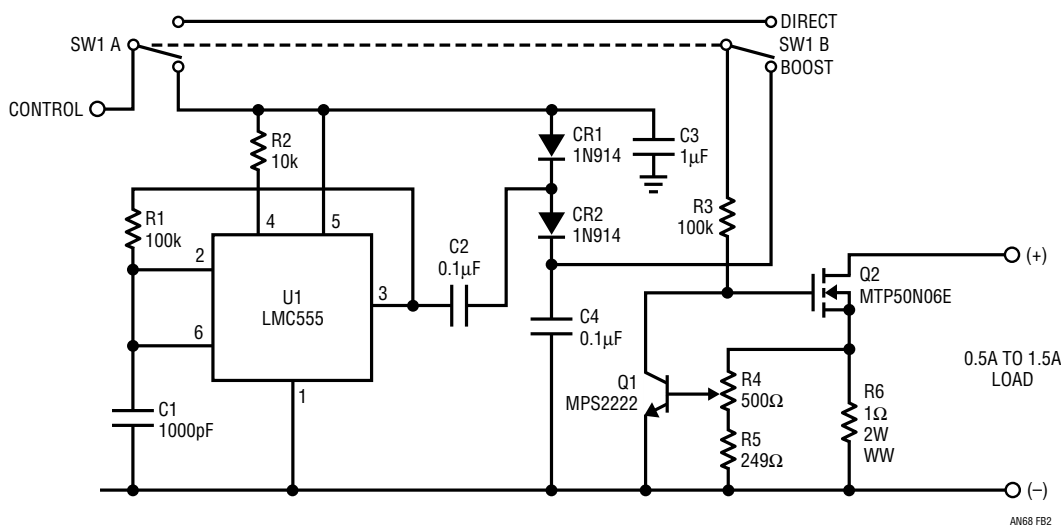 DIRECT
SW1 A
SW1 B
BOOST
CONTROL
R2
10k
CR1
1N914
C3
1µF
R1
100k
4
5
CR2
1N914
R3
100k
2
C2
0.1µF
3
U1
LMC555
6
Q2
MTP50N06E
(+)
C4
0.1µF
0.5A TO 1.5A
LOAD
Q1
MPS2222
R4
500Ω
R6
1Ω
2W
WW
1
C1
1000pF
R5
249Ω
(–)
AN68 FB2